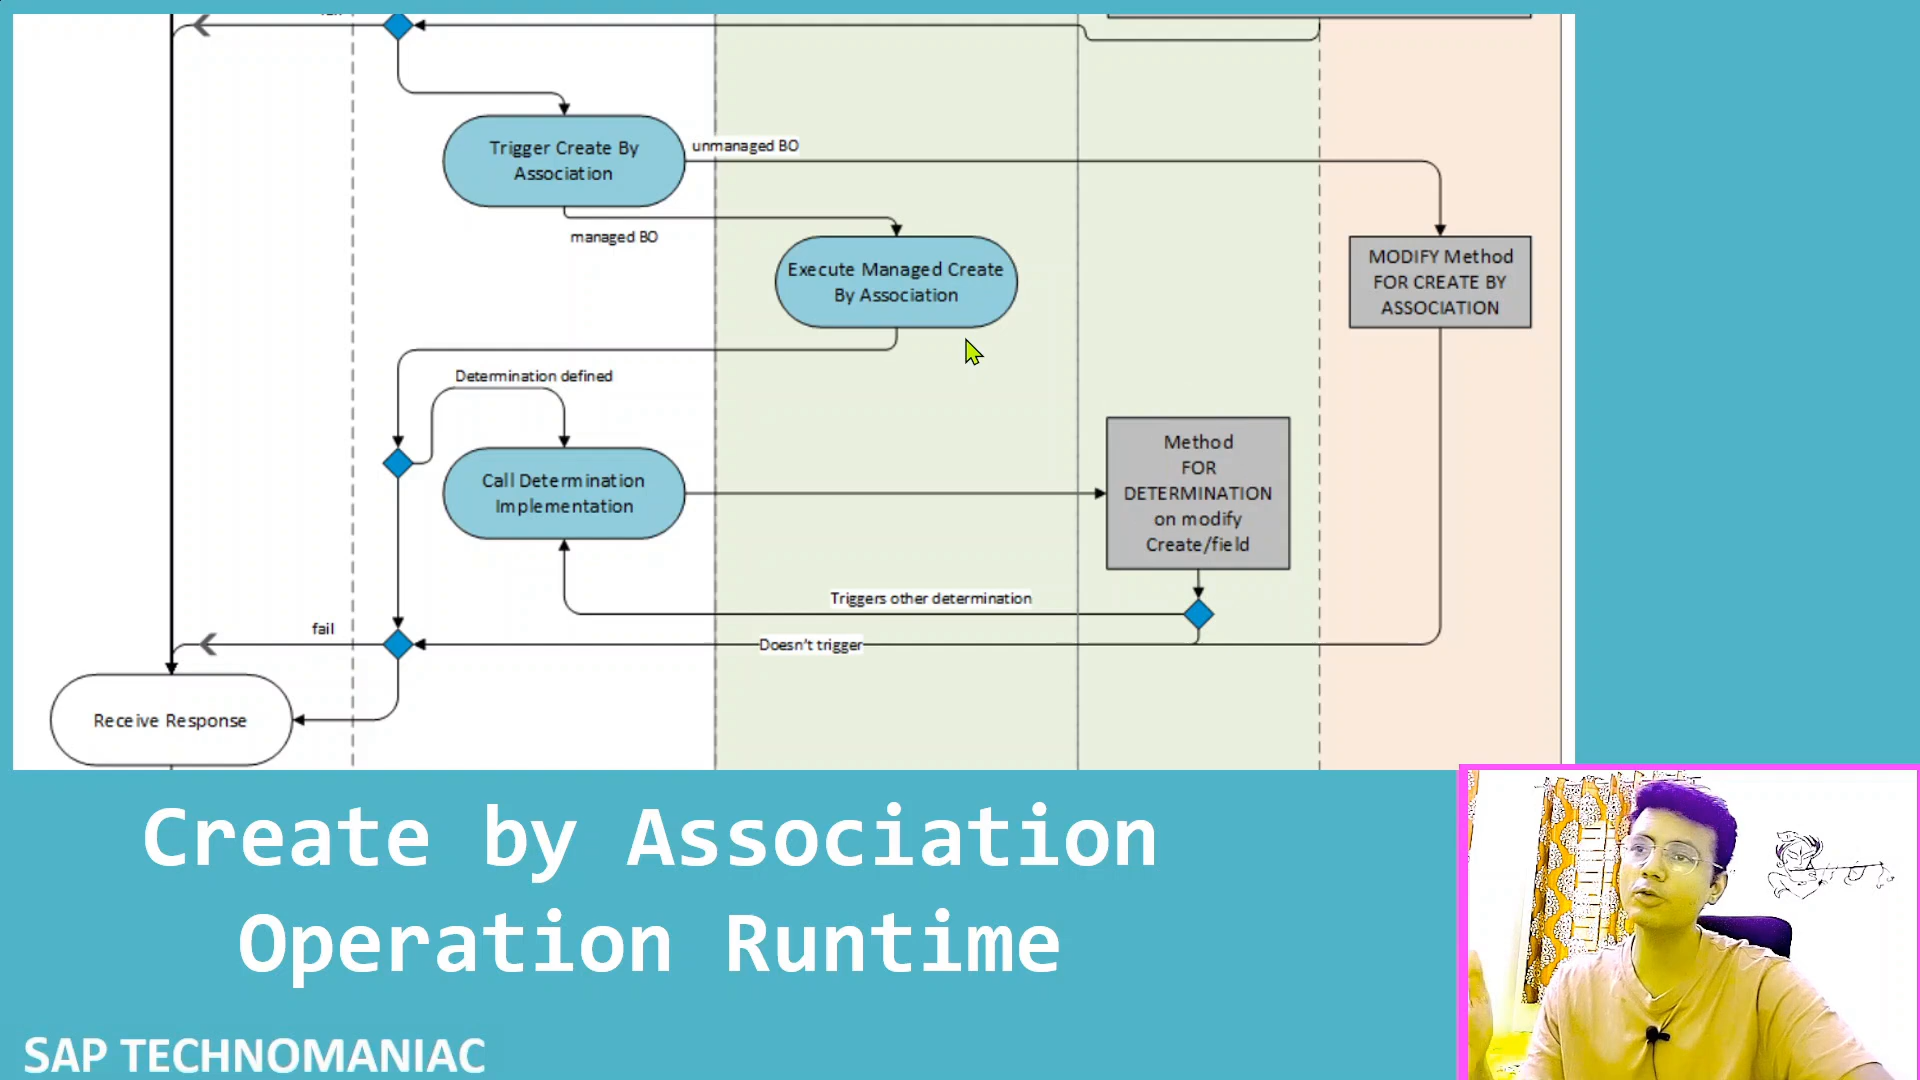 Trigger Create By
Association
unmanaged BO
managed BO
Execute Managed Create
By Association
MODIFY Method
FOR CREATE BY
ASSOCIATION
Determination defined
Call Determination
Implementation
Method
FOR
DETERMINATION
on modify
Create/field
Triggers other determination
fail
Doesn't trigger
Receive Response
Create by Association
Operation Runtime
SAP TECHNOMANIAC